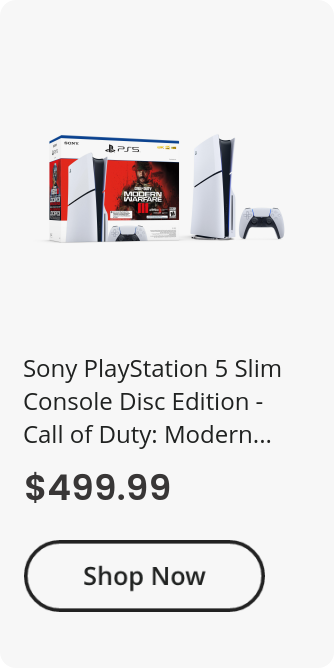 SONY
PS5
CALL OF DUTY
MODERN
WARFARE
III
Sony PlayStation 5 Slim
Console Disc Edition -
Call of Duty: Modern...
$499.99
Shop Now